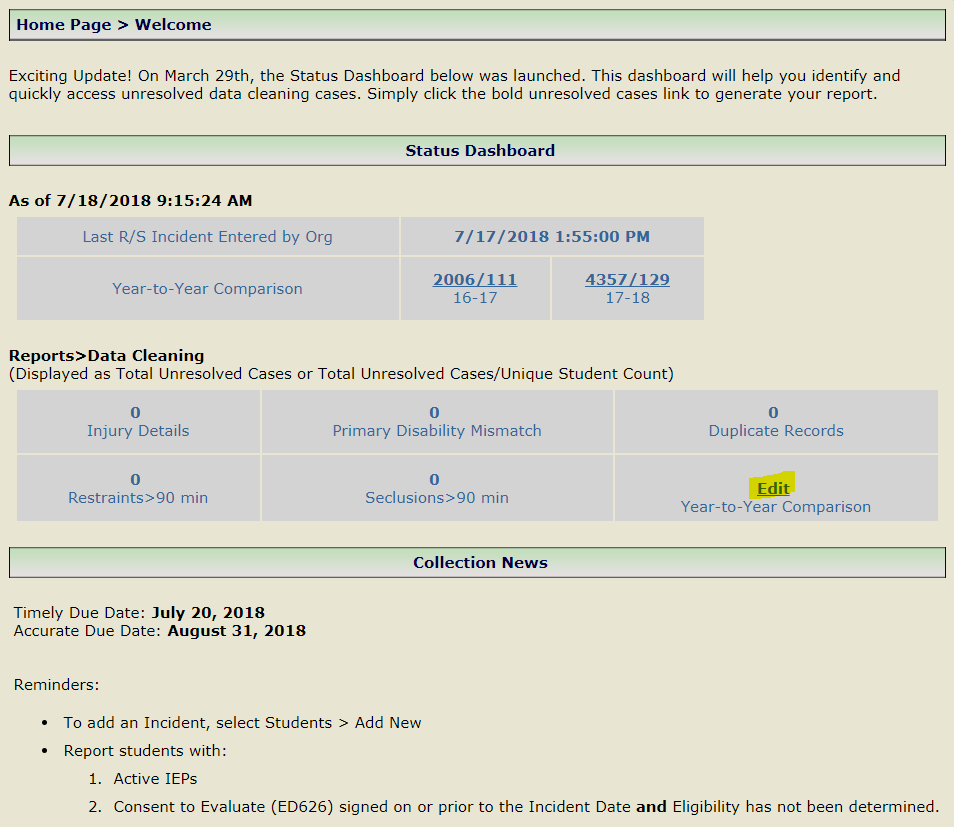 Home Page > Welcome
Exciting Update! On March 29th, the Status Dashboard below was launched. This dashboard will help you identify and
quickly access unresolved data cleaning cases. Simply click the bold unresolved cases link to generate your report.
Status Dashboard
As of 7/18/2018 9:15:24 AM
Last R/S Incident Entered by Org 7/17/2018 1:55:00 PM
Year-to-Year Comparison
2006/111 4357/129
16-17 17-18
Reports>Data Cleaning
(Displayed as Total Unresolved Cases or Total Unresolved Cases/Unique Student Count)
0 0 0
Injury Details Primary Disability Mismatch Duplicate Records
0 0 Edit
Restraints>90 min Seclusions>90 min Year-to-Year Comparison
Collection News
Timely Due Date: July 20, 2018
Accurate Due Date: August 31, 2018
Reminders:
• To add an Incident, select Students > Add New
• Report students with:
1. Active IEPs
2. Consent to Evaluate (ED626) signed on or prior to the Incident Date and Eligibility has not been determined.